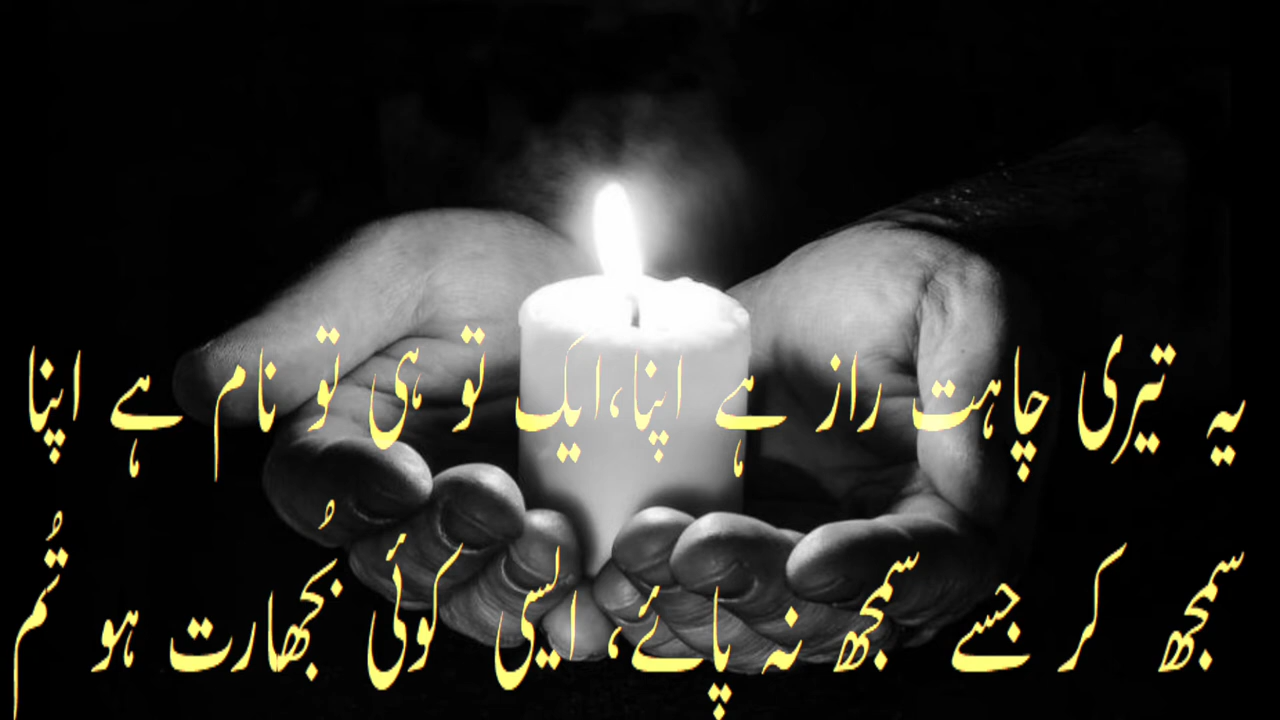 یہ تیری چاہت راز ہے اپنا،ایک تو ہی تو نام ہے اپنا
سمجھ کر جسے سمجھ نہ پائے، ایسی کوئی بُجھارت ہو تُم